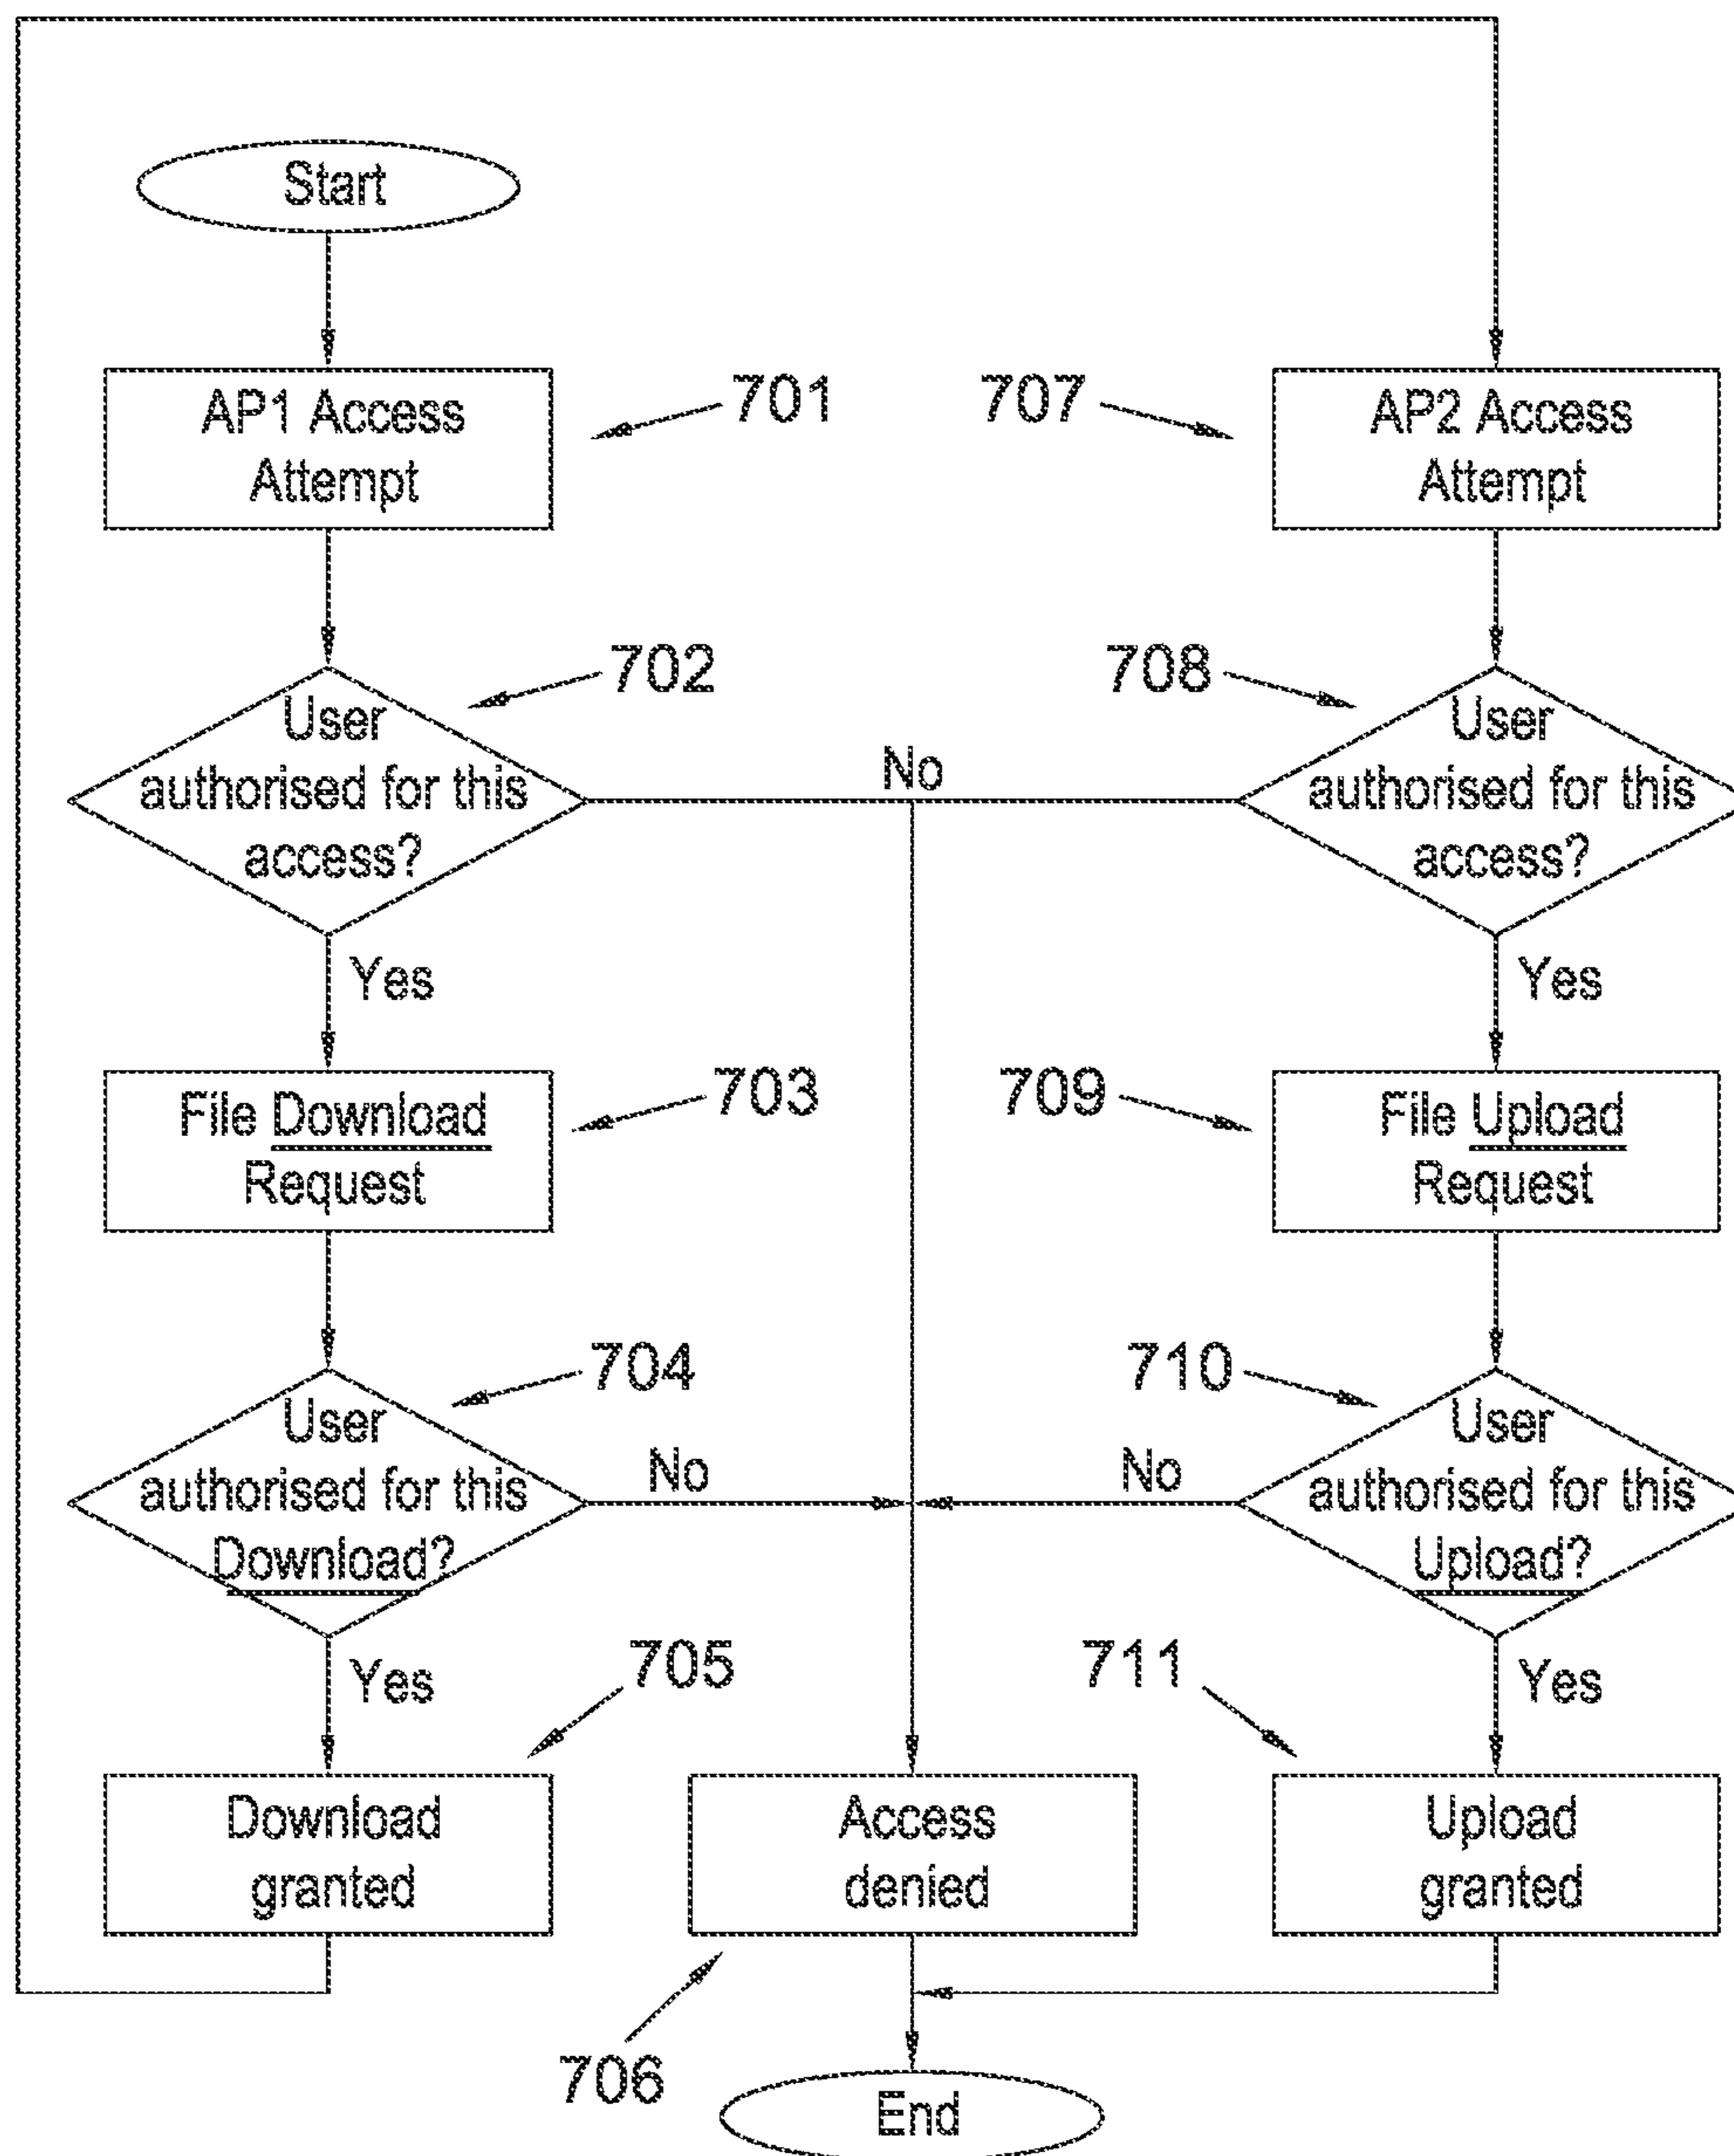 Start
AP1 Access
Attempt
701
707
AP2 Access
Attempt
702
708
User
authorised for this
access?
No
User
authorised for this
access?
Yes
Yes
File Download
Request
703
709
File Upload
Request
704
710
User
authorised for this
Download?
No
No
User
authorised for this
Upload?
Yes
705
711
Yes
Download
granted
Access
denied
Upload
granted
706
End